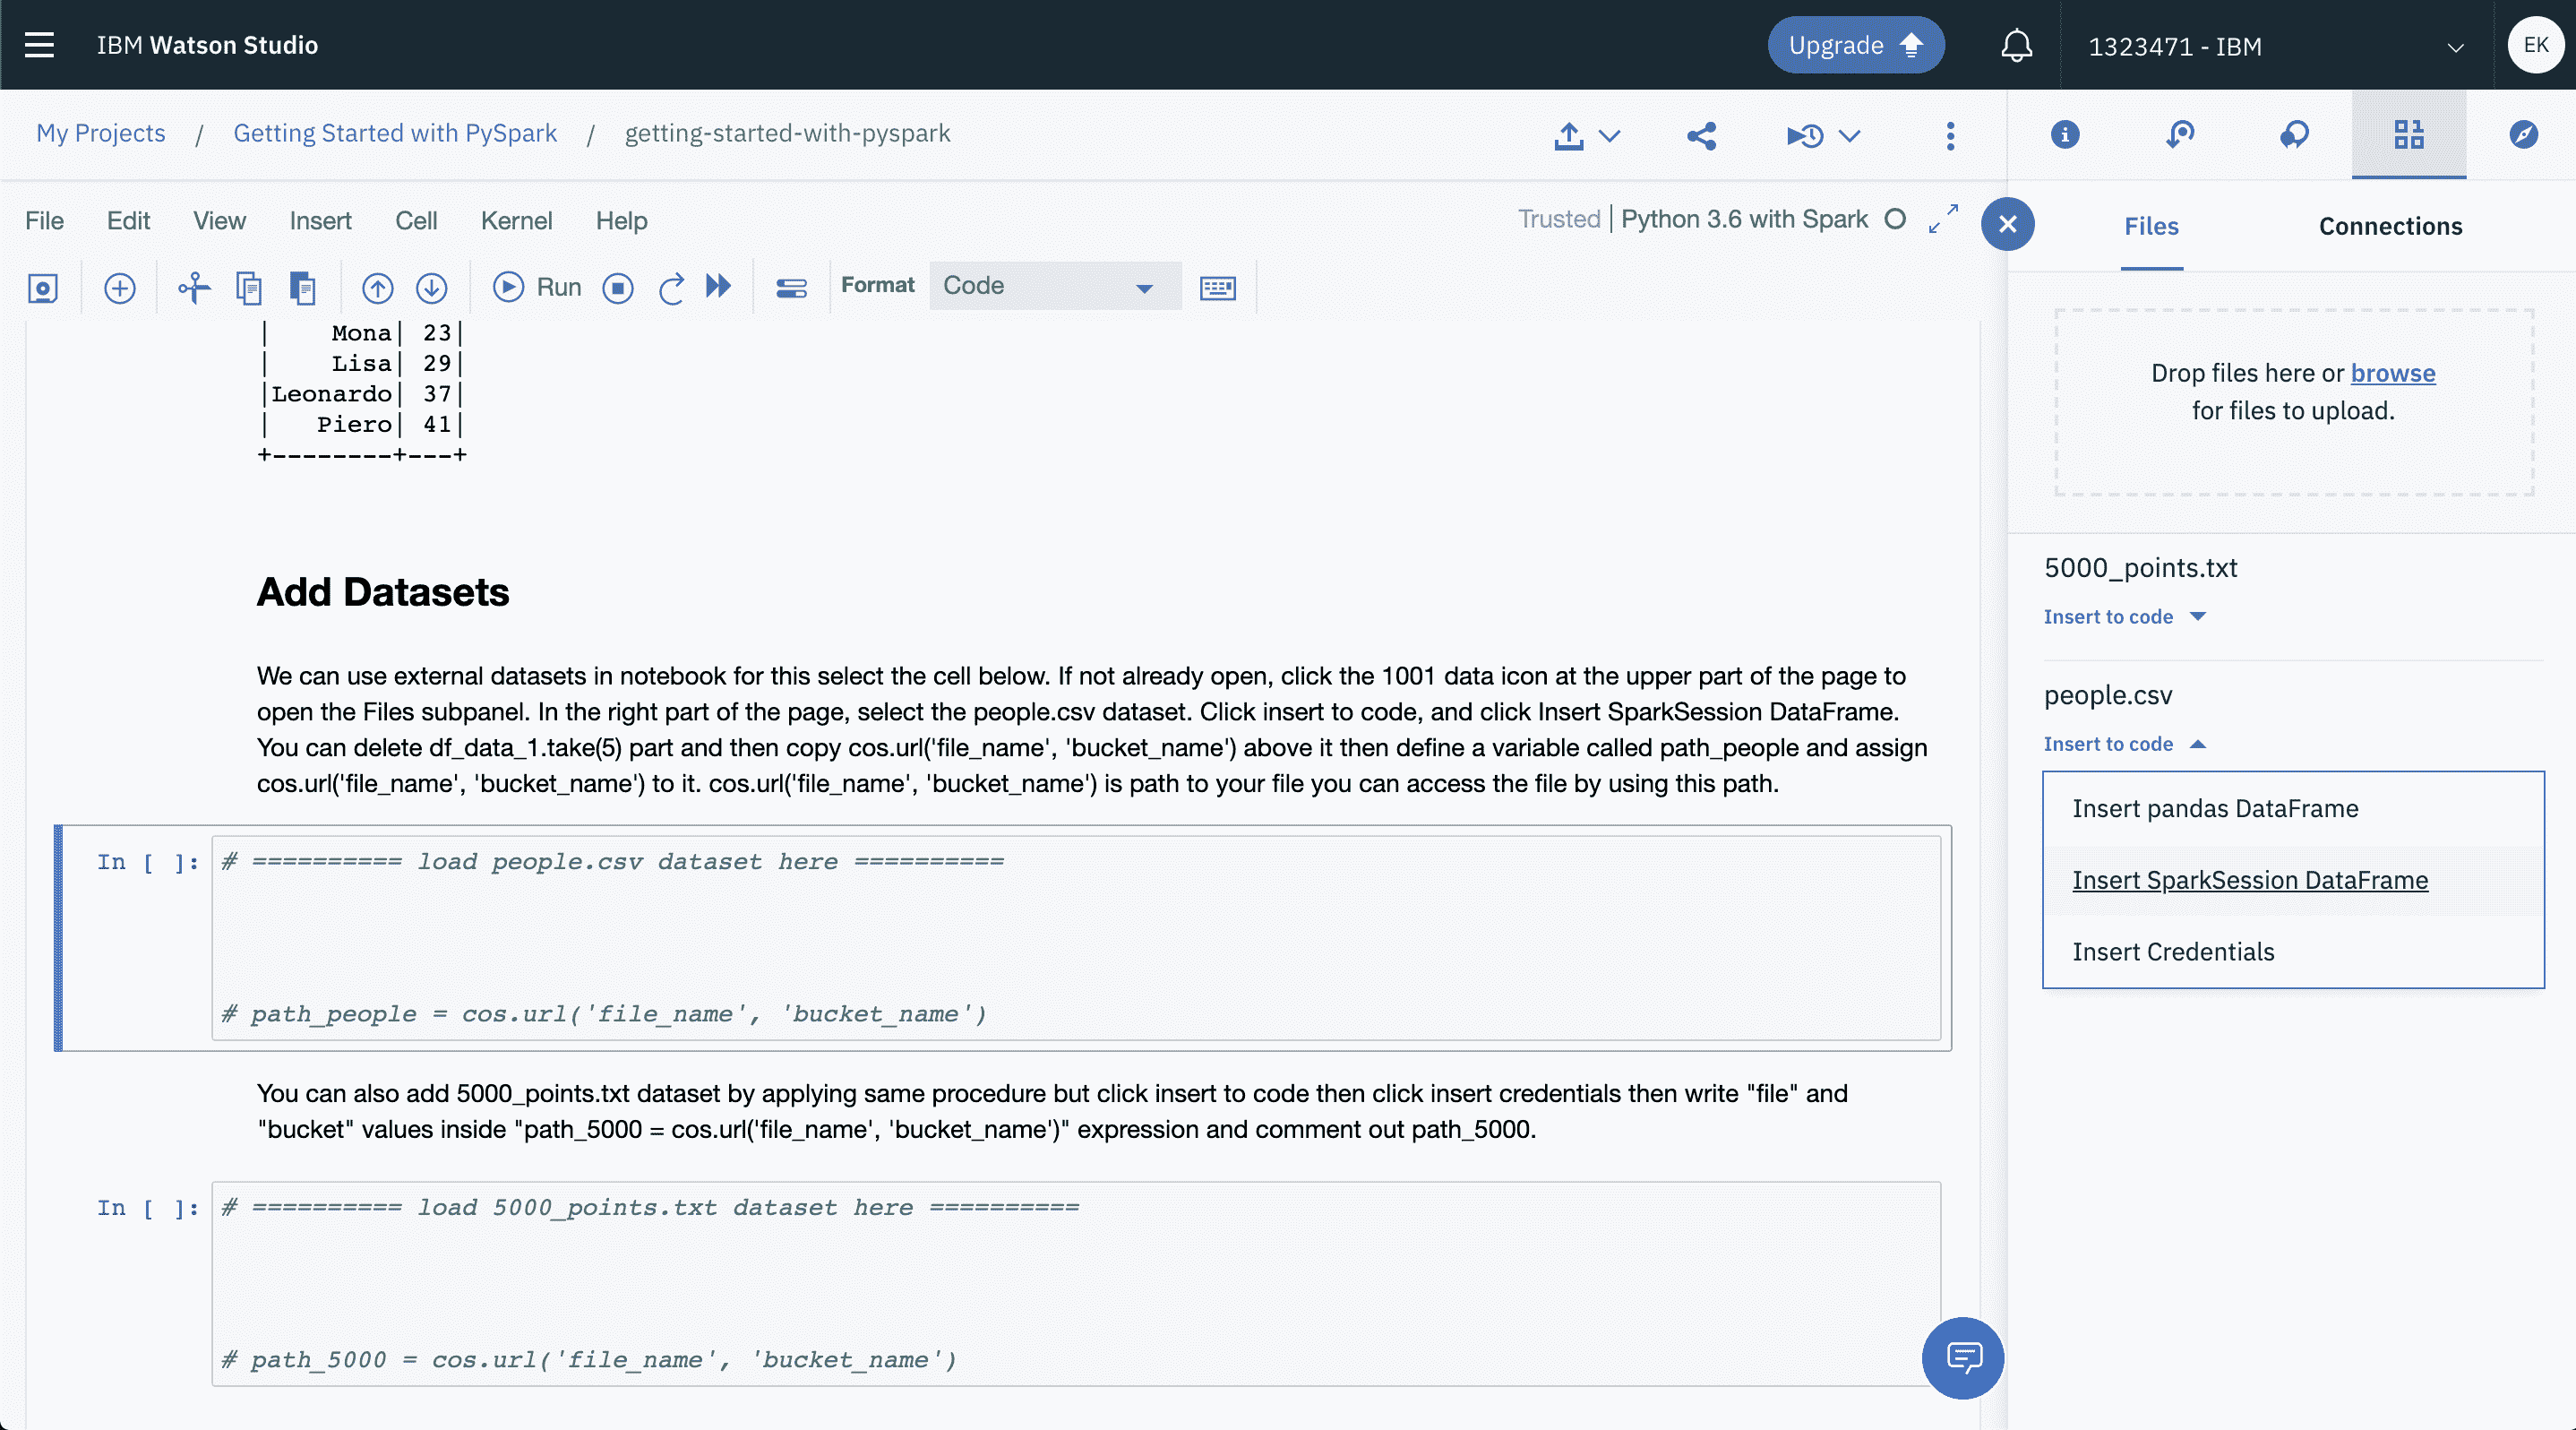 IBM Watson Studio
Upgrade
1323471 - IBM
EK
My Projects / Getting Started with PySpark / getting-started-with-pyspark
File Edit View Insert Cell Kernel Help
Trusted | Python 3.6 with Spark
Run
Format
Code
| Mona| 23|
| Lisa| 29|
|Leonardo| 37|
| Piero| 41|
+--------+---+
Add Datasets
We can use external datasets in notebook for this select the cell below. If not already open, click the 1001 data icon at the upper part of the page to
open the Files subpanel. In the right part of the page, select the people.csv dataset. Click insert to code, and click Insert SparkSession DataFrame.
You can delete df_data_1.take(5) part and then copy cos.url('file_name', 'bucket_name') above it then define a variable called path_people and assign
cos.url('file_name', 'bucket_name') to it. cos.url('file_name', 'bucket_name') is path to your file you can access the file by using this path.
In [ ]: # ========== load people.csv dataset here ==========
# path_people = cos.url('file_name', 'bucket_name')
You can also add 5000_points.txt dataset by applying same procedure but click insert to code then click insert credentials then write "file" and
"bucket" values inside "path_5000 = cos.url('file_name', 'bucket_name')" expression and comment out path_5000.
In [ ]: # ========== load 5000_points.txt dataset here ==========
# path_5000 = cos.url('file_name', 'bucket_name')
Files
Connections
Drop files here or browse
for files to upload.
5000_points.txt
Insert to code
people.csv
Insert to code
Insert pandas DataFrame
Insert SparkSession DataFrame
Insert Credentials